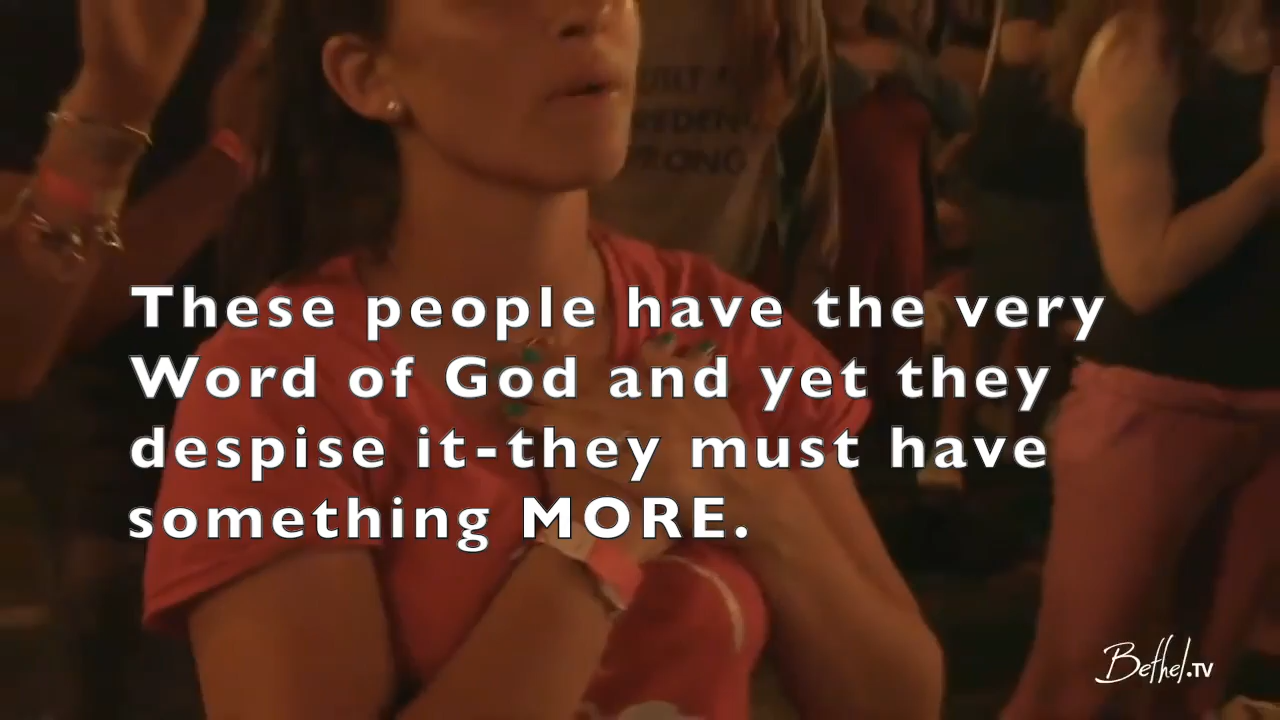 STRONG
These people have the very
Word of God and yet they
despise it-they must have
something MORE.
Bethel.TV